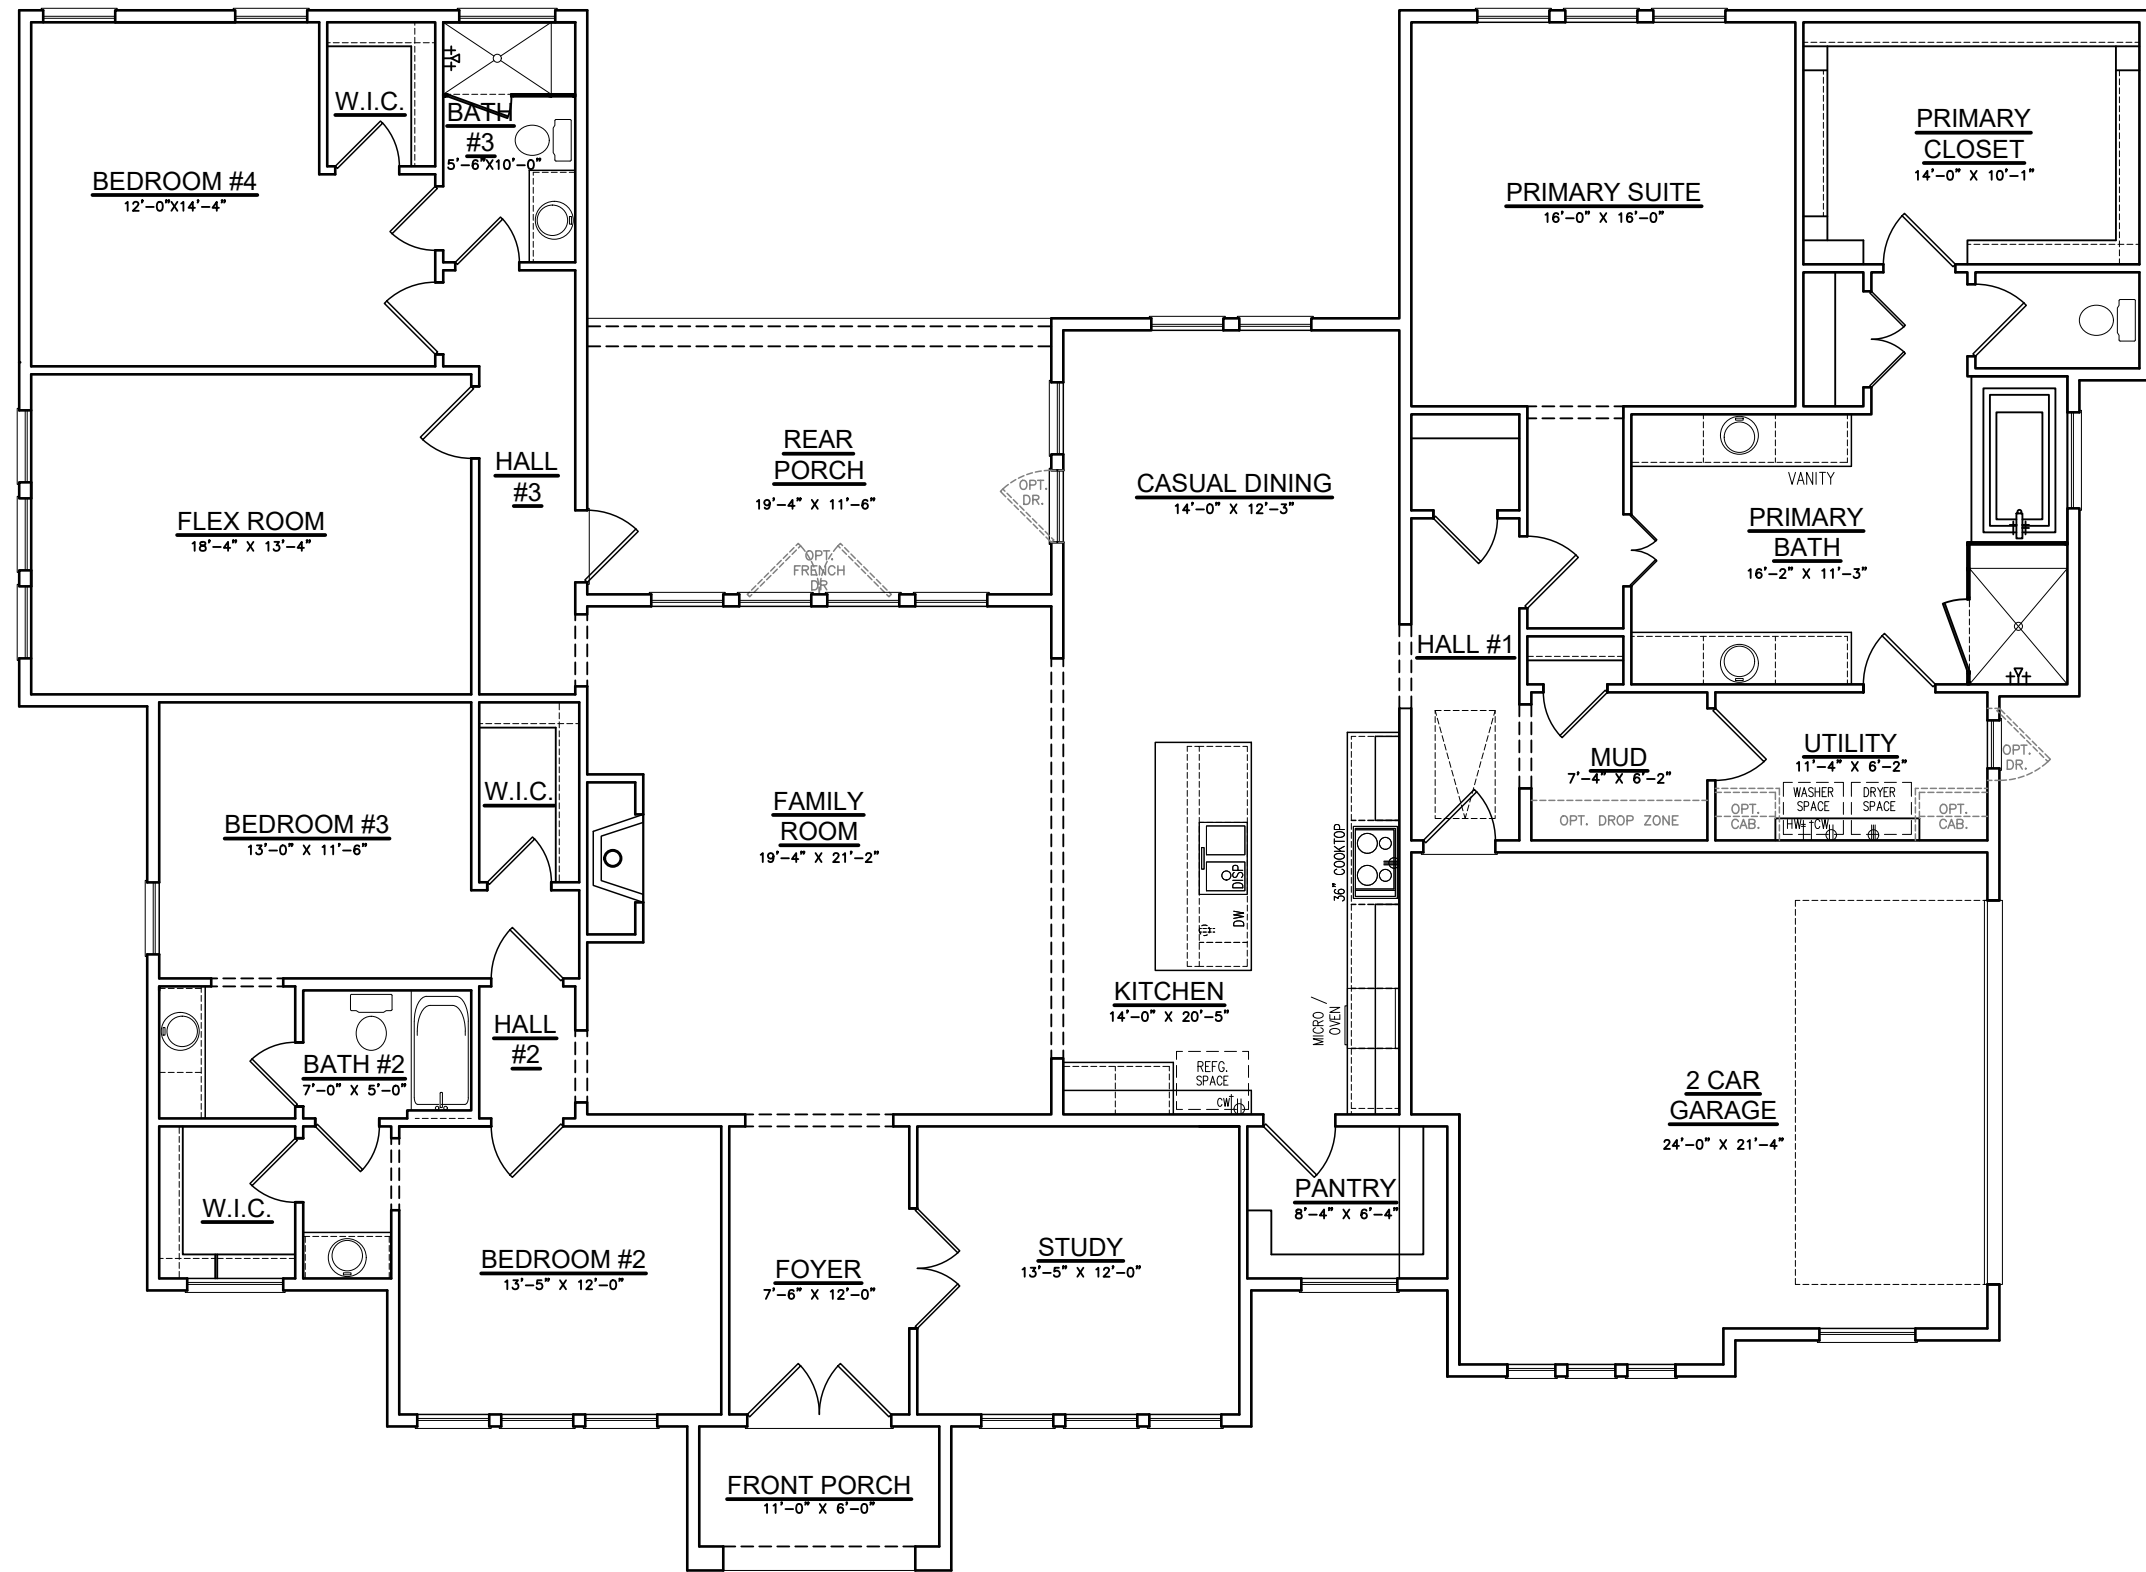 W.I.C.
BATH
#3
5'-6"X10'-0"
BEDROOM #4
12'-0"X14'-4"
PRIMARY SUITE
16'-0" X 16'-0"
PRIMARY
CLOSET
14'-0" X 10'-1"
REAR
PORCH
19'-4" X 11'-6"
OPT.
DR.
OPT.
FRENCH
DR
HALL
#3
FLEX ROOM
18'-4" X 13'-4"
CASUAL DINING
14'-0" X 12'-3"
VANITY
PRIMARY
BATH
16'-2" X 11'-3"
HALL #1
MUD
7'-4" X 6'-2"
OPT. DROP ZONE
UTILITY
11'-4" X 6'-2"
OPT.
DR.
OPT.
CAB.
WASHER
SPACE
HW
CW
DRYER
SPACE
OPT.
CAB.
W.I.C.
BEDROOM #3
13'-0" X 11'-6"
FAMILY
ROOM
19'-4" X 21'-2"
36" COOKTOP
DISP
DW
KITCHEN
14'-0" X 20'-5"
MICRO /
OVEN
REFG.
SPACE
CW
HALL
#2
BATH #2
7'-0" X 5'-0"
2 CAR
GARAGE
24'-0" X 21'-4"
W.I.C.
BEDROOM #2
13'-5" X 12'-0"
FOYER
7'-6" X 12'-0"
STUDY
13'-5" X 12'-0"
PANTRY
8'-4" X 6'-4"
FRONT PORCH
11'-0" X 6'-0"